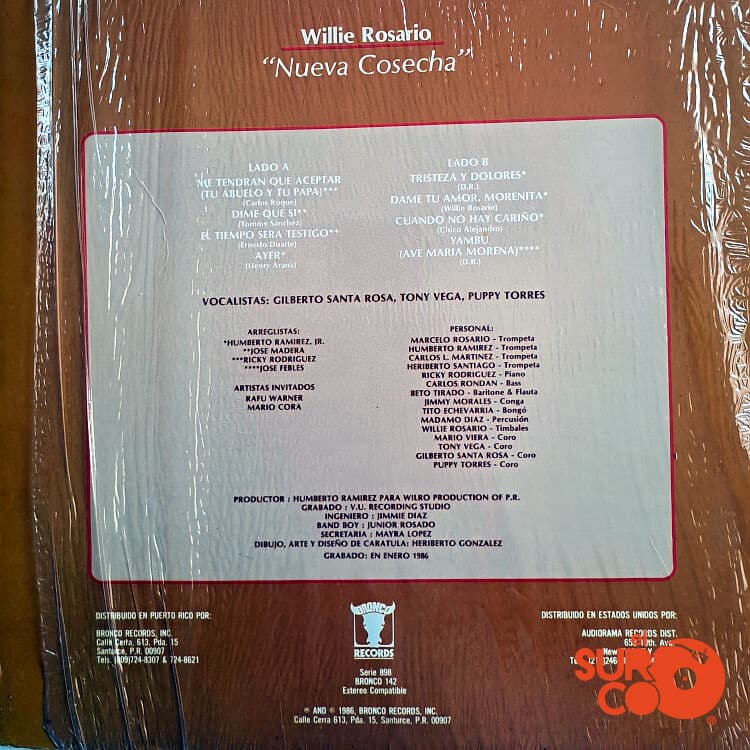 Willie Rosario
"Nueva Cosecha"
LADO A
ME TENDRAN QUE ACEPTAR
(TU ABUELO Y TU PAPA)***
(Carlos Roque)
DIME QUE SI**
(Tommy Sánchez)
EL TIEMPO SERA TESTIGO**
(Ernesto Duarte)
AYER*
(Henry Arana)
LADO B
TRISTEZA Y DOLORES*
(D.R.)
DAME TU AMOR, MORENITA*
(Willie Rosario)
CUANDO NO HAY CARIÑO*
(Chico Alejandro)
YAMBU
(AVE MARIA MORENA)****
(D.R.)
VOCALISTAS: GILBERTO SANTA ROSA, TONY VEGA, PUPPY TORRES
ARREGLISTAS:
*HUMBERTO RAMIREZ, JR.
**JOSE MADERA
***RICKY RODRIGUEZ
****JOSE FEBLES
ARTISTAS INVITADOS
RAFU WARNER
MARIO CORA
PERSONAL:
MARCELO ROSARIO - Trompeta
HUMBERTO RAMIREZ - Trompeta
CARLOS L. MARTINEZ - Trompeta
HERIBERTO SANTIAGO - Trompeta
RICKY RODRIGUEZ - Piano
CARLOS RONDAN - Bass
BETO TIRADO - Baritone & Flauta
JIMMY MORALES - Conga
TITO ECHEVARRIA - Bongó
MADAMO DIAZ - Percusión
WILLIE ROSARIO - Timbales
MARIO VIERA - Coro
TONY VEGA - Coro
GILBERTO SANTA ROSA - Coro
PUPPY TORRES - Coro
PRODUCTOR : HUMBERTO RAMIREZ PARA WILRO PRODUCTION OF P.R.
GRABADO : V.U. RECORDING STUDIO
INGENIERO : JIMMIE DIAZ
BAND BOY : JUNIOR ROSADO
SECRETARIA : MAYRA LOPEZ
DIBUJO, ARTE Y DISEÑO DE CARATULA: HERIBERTO GONZALEZ
GRABADO: EN ENERO 1986
DISTRIBUIDO EN PUERTO RICO POR:
BRONCO RECORDS, INC.
Calle Cerra, 613, Pda. 15
Santurce, P.R. 00907
Tels. (809)724-8307 & 724-8621
BRONCO
RECORDS
Serie 898
BRONCO 142
Estereo Compatible
℗ AND © 1986, BRONCO RECORDS, INC.
Calle Cerra 613, Pda. 15, Santurce, P.R. 00907
DISTRIBUIDO EN ESTADOS UNIDOS POR:
AUDIORAMA RECORDS DIST.
EL SURCO
®